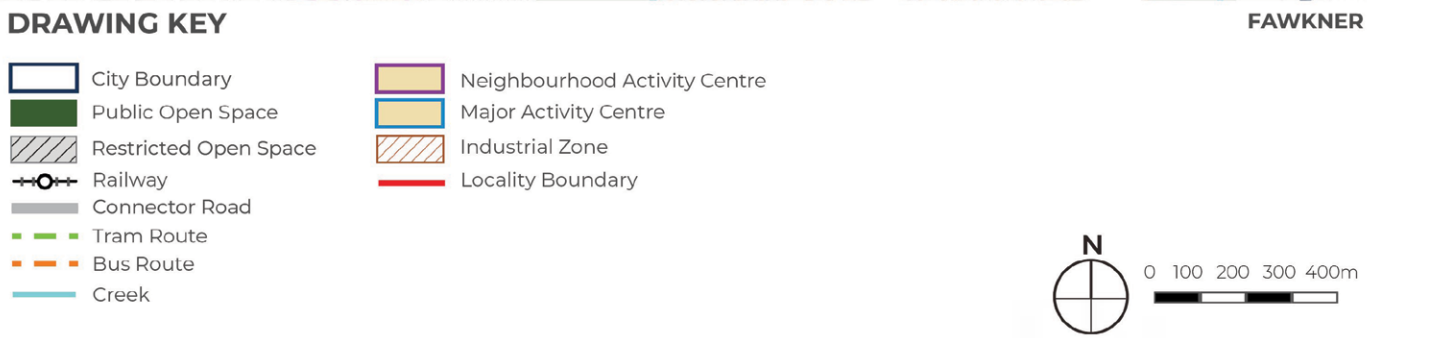 DRAWING KEY
FAWKNER
City Boundary
Public Open Space
Restricted Open Space
Railway
Connector Road
Tram Route
Bus Route
Creek
Neighbourhood Activity Centre
Major Activity Centre
Industrial Zone
Locality Boundary
N
0 100 200 300 400m